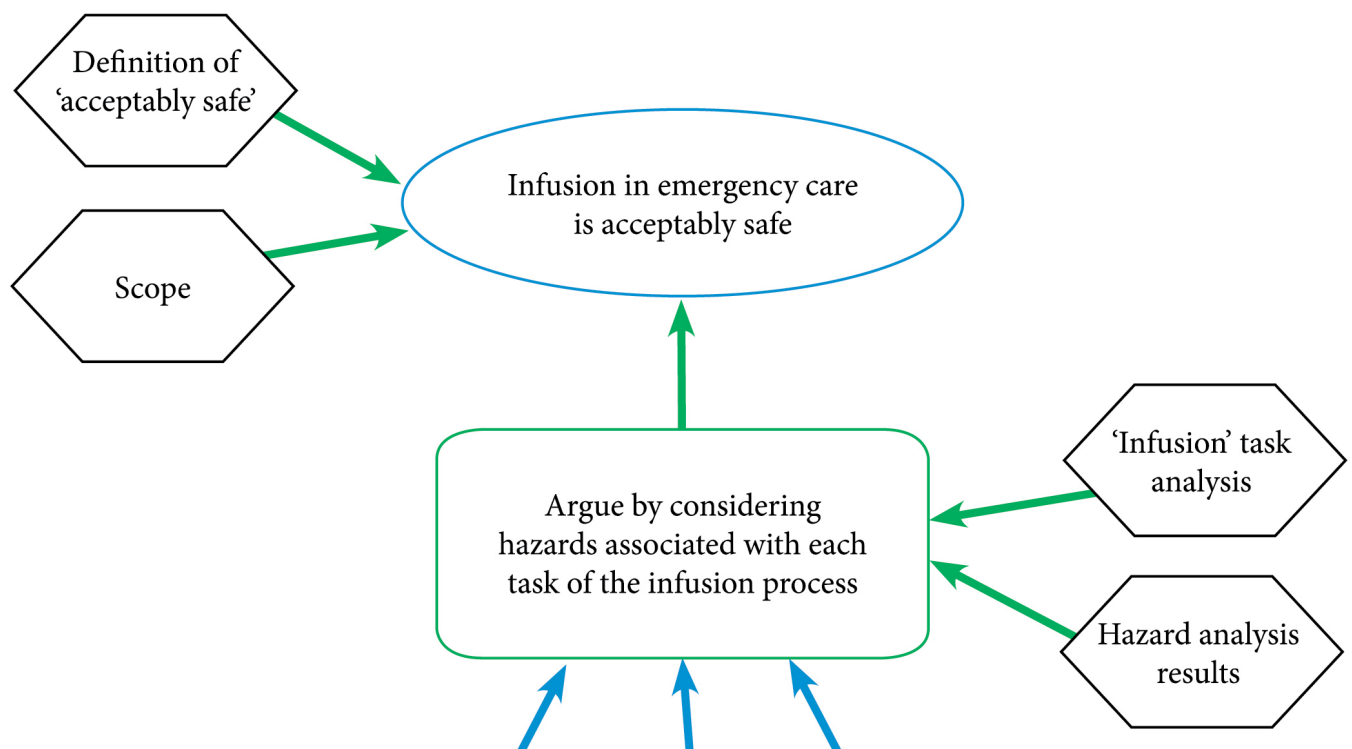 Definition of
‘acceptably safe’
Infusion in emergency care
is acceptably safe
Scope
‘Infusion’ task
analysis
Argue by considering
hazards associated with each
task of the infusion process
Hazard analysis
results